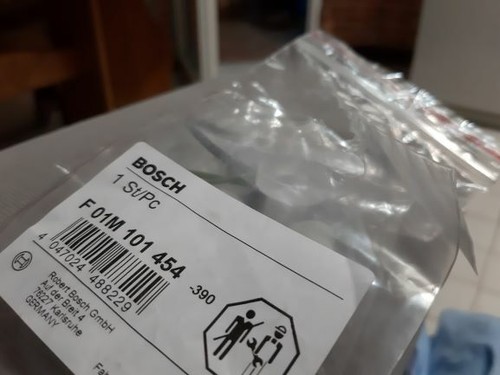 BOSCH
1 St/Pc
F 01M 101 454 -390
4 047024 488229
Robert Bosch GmbH
Auf der Breit 4
76227 Karlsruhe
GERMANY